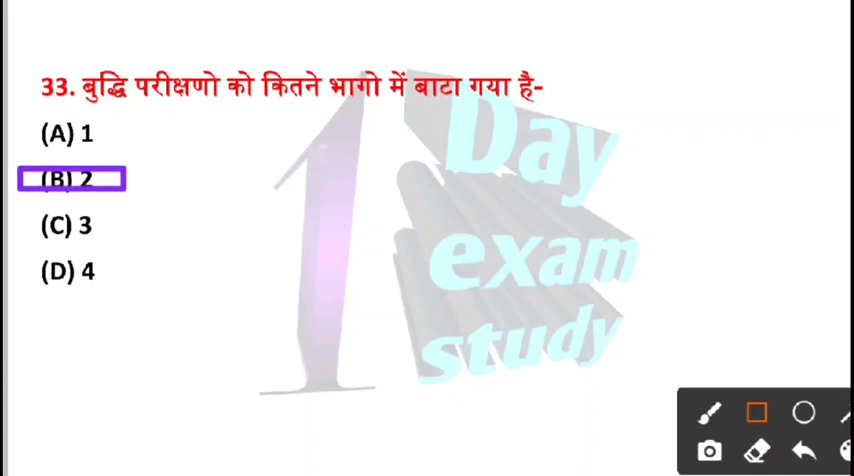 33. बुद्धि परीक्षणो को कितने भागो में बाटा गया है-
(A) 1
(B) 2
(C) 3
(D) 4
1 Day
exam
study